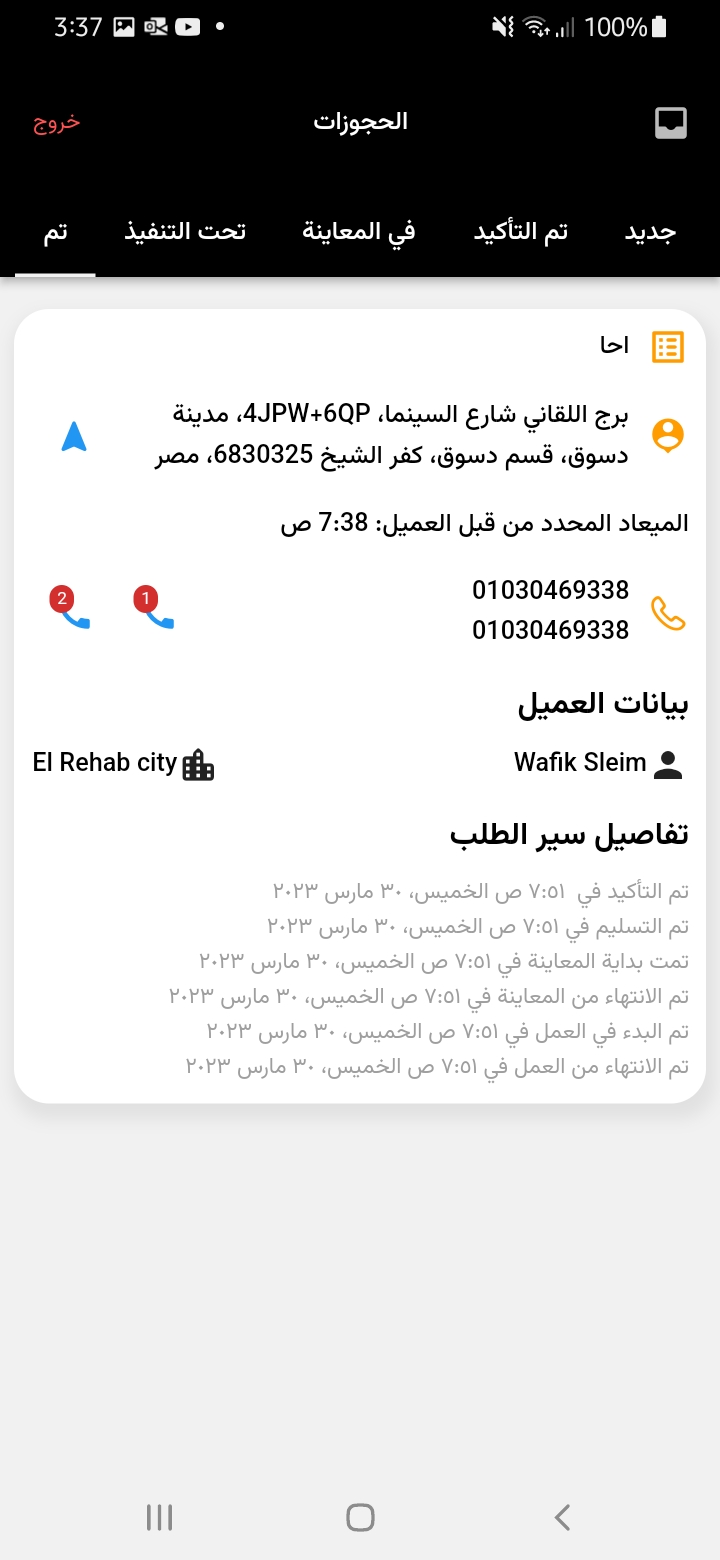 3:37
100%
الحجوزات
خروج
جديد
تم التأكيد
في المعاينة
تحت التنفيذ
تم
احا
برج اللقاني شارع السينما، 4JPW+6QP، مدينة
دسوق، قسم دسوق، كفر الشيخ 6830325، مصر
الميعاد المحدد من قبل العميل: 7:38 ص
01030469338
01030469338
1
2
بيانات العميل
Wafik Sleim
El Rehab city
تفاصيل سير الطلب
تم التأكيد في ٧:٥١ ص الخميس، ٣٠ مارس ٢٠٢٣
تم التسليم في ٧:٥١ ص الخميس، ٣٠ مارس ٢٠٢٣
تمت بداية المعاينة في ٧:٥١ ص الخميس، ٣٠ مارس ٢٠٢٣
تم الانتهاء من المعاينة في ٧:٥١ ص الخميس، ٣٠ مارس ٢٠٢٣
تم البدء في العمل في ٧:٥١ ص الخميس، ٣٠ مارس ٢٠٢٣
تم الانتهاء من العمل في ٧:٥١ ص الخميس، ٣٠ مارس ٢٠٢٣